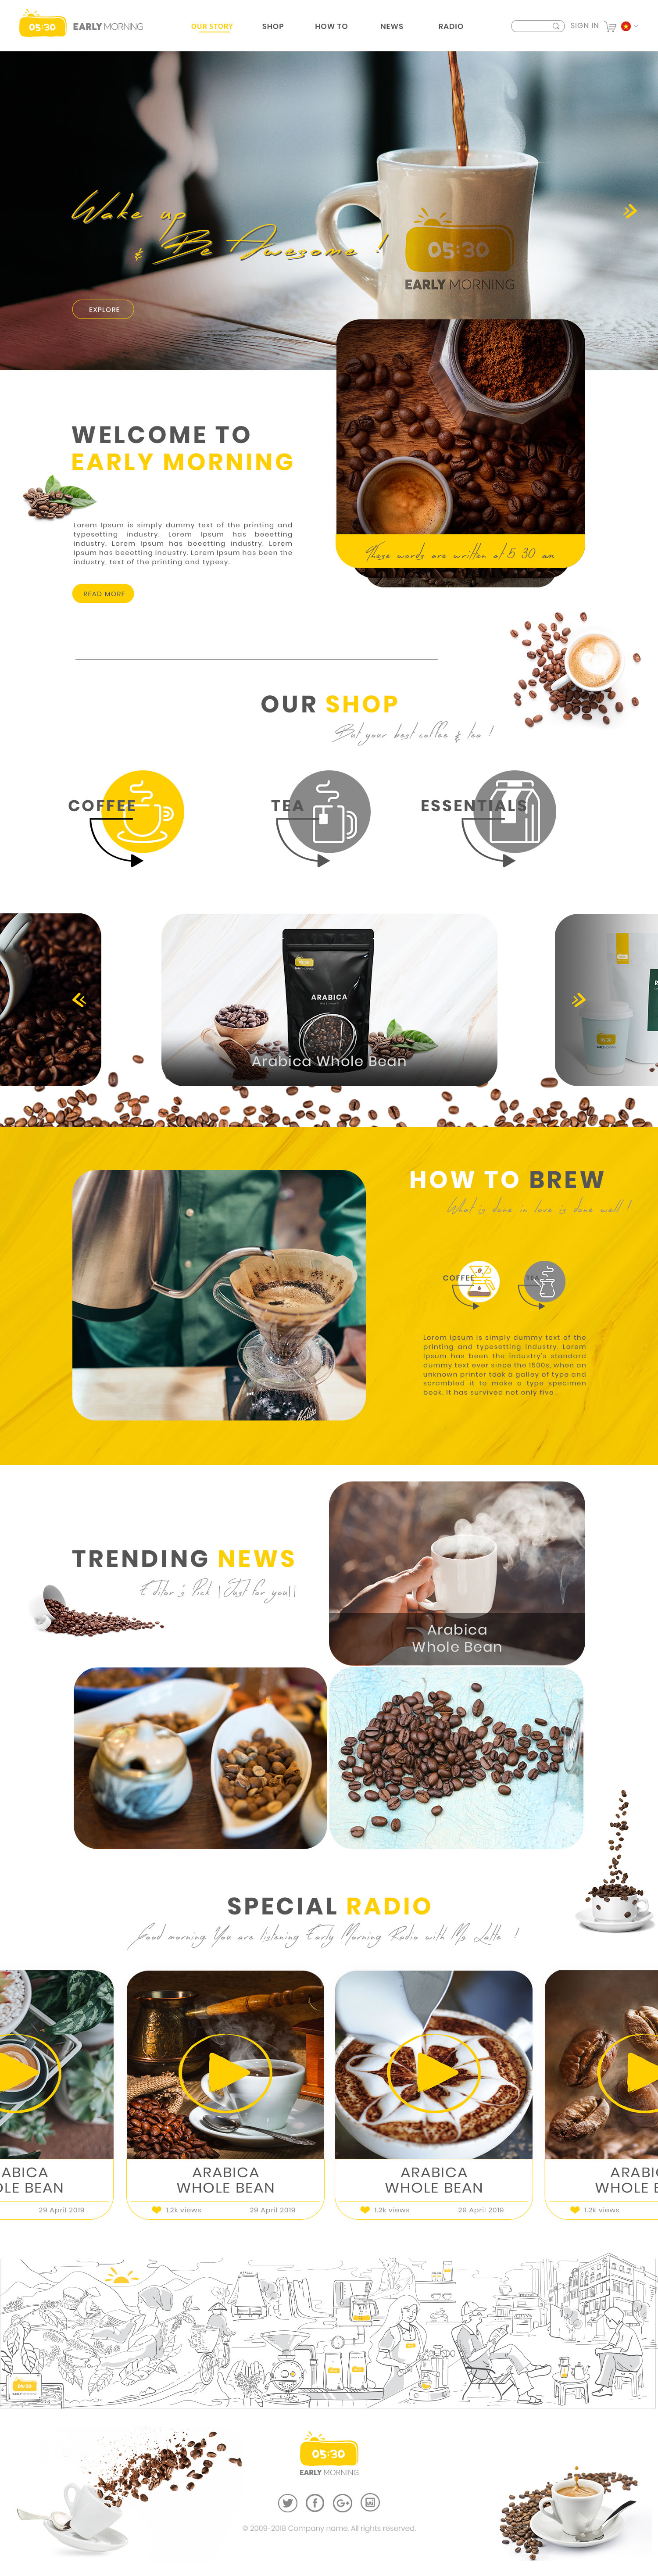 05:30
EARLY MORNING
OUR STORY
SHOP
HOW TO
NEWS
RADIO
SIGN IN
Wake up
& Be Awesome !
05:30
EARLY MORNING
EXPLORE
WELCOME TO
EARLY MORNING
Lorem Ipsum is simply dummy text of the printing and
typesetting industry. Lorem Ipsum has beeotting
industry, Lorem Ipsum has beeotting industry, Lorem
Ipsum has beeotting industry, Lorem Ipsum has been the
industry, text of the printing and typesy.
READ MORE
These words are written at 5 30 am
OUR SHOP
But your best coffee & tea !
COFFEE
TEA
ESSENTIALS
ARABICA
Arabica Whole Bean
HOW TO BREW
What is done in love is done well !
COFFEE
TEA
Lorem Ipsum is simply dummy text of the
printing and typesetting industry. Lorem
Ipsum has been the industry's standard
dummy text ever since the 1500s, when an
unknown printer took a galley of type and
scrambled it to make a type specimen
book. It has survived not only five .
Kalita
TRENDING NEWS
Editor's Pick |Just for you||
Arabica
Whole Bean
SPECIAL RADIO
Good morning You are listening Early Morning Radio with Ms Latte !
ABICA
OLE BEAN
29 April 2019
ARABICA
WHOLE BEAN
1.2k views
29 April 2019
ARABICA
WHOLE BEAN
1.2k views
29 April 2019
ARABI
WHOLE E
1.2k views
05:30
EARLY MORNING
05:30
EARLY MORNING
© 2009-2018 Company name. All rights reserved.